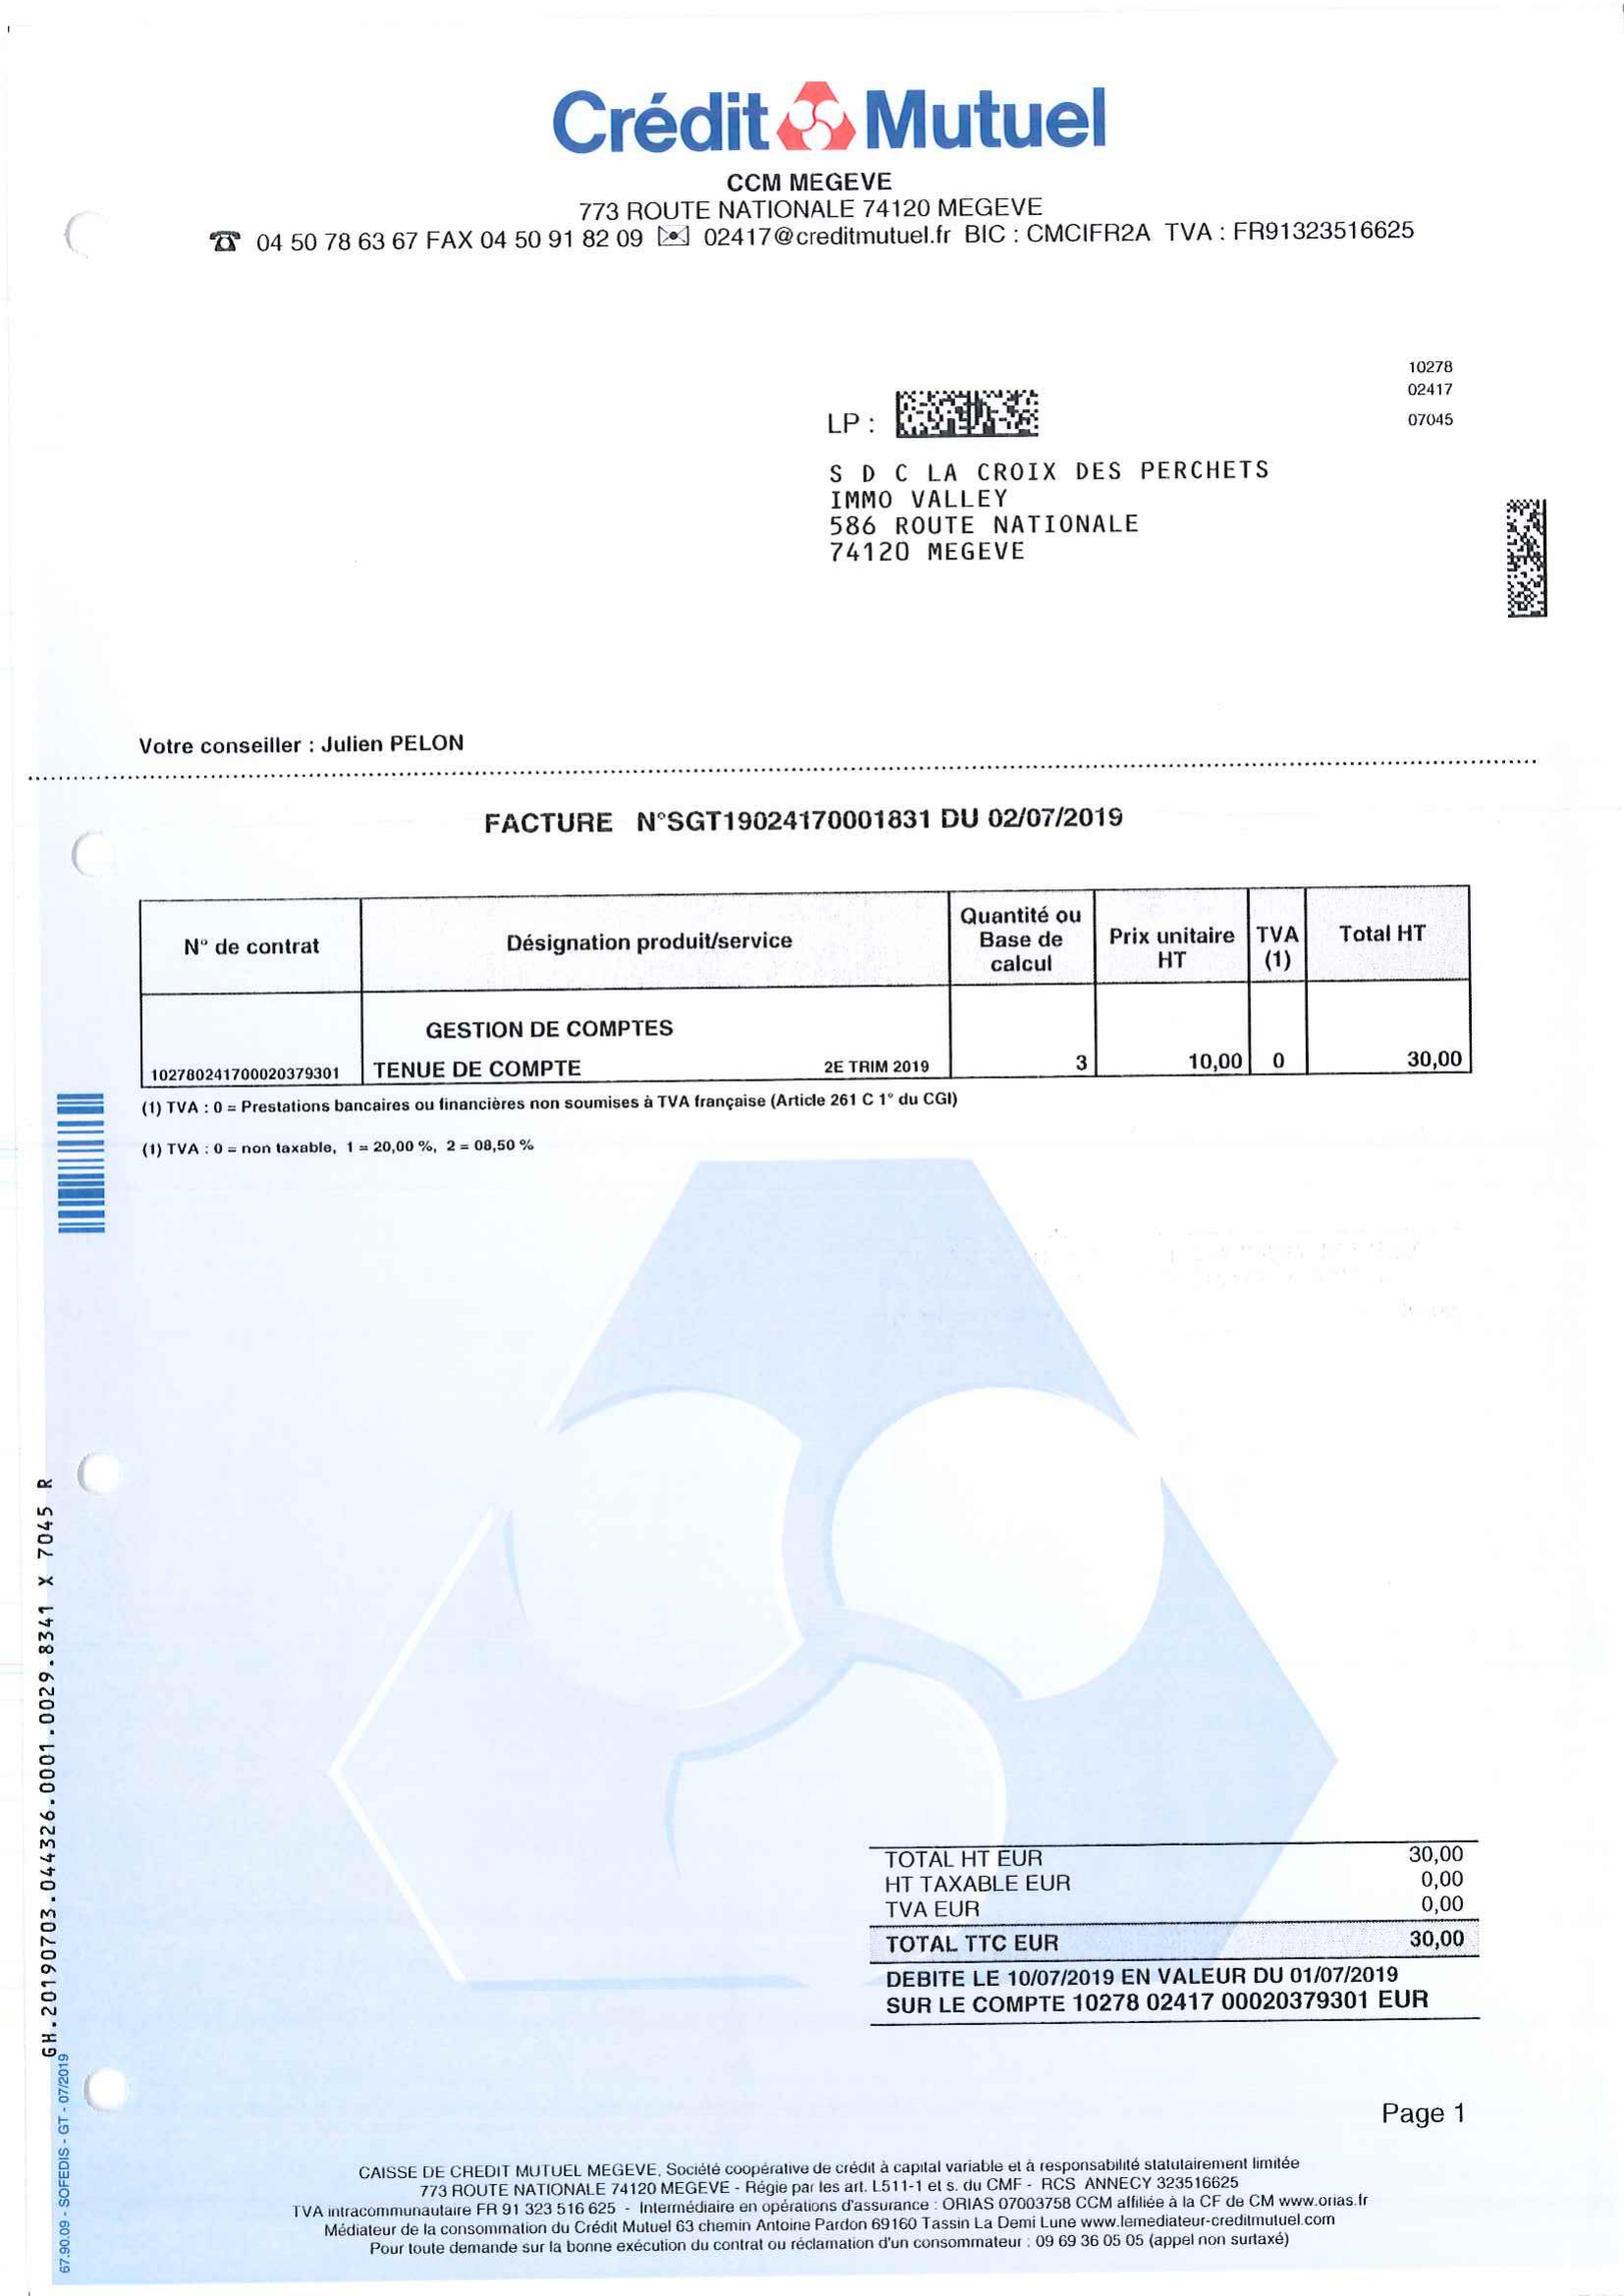 Crédit Mutuel
CCM MEGEVE
773 ROUTE NATIONALE 74120 MEGEVE
☎ 04 50 78 63 67 FAX 04 50 91 82 09 ✉ 02417@creditmutuel.fr BIC : CMCIFR2A TVA : FR91323516625
10278
02417
07045
LP :
S D C LA CROIX DES PERCHETS
IMMO VALLEY
586 ROUTE NATIONALE
74120 MEGEVE
Votre conseiller : Julien PELON
FACTURE N°SGT19024170001831 DU 02/07/2019
N° de contrat Désignation produit/service Quantité ou Base de calcul Prix unitaire HT TVA (1) Total HT
GESTION DE COMPTES
102780241700020379301 TENUE DE COMPTE 2E TRIM 2019 3 10,00 0 30,00
(1) TVA : 0 = Prestations bancaires ou financières non soumises à TVA française (Article 261 C 1° du CGI)
(1) TVA : 0 = non taxable, 1 = 20,00 %, 2 = 08,50 %
TOTAL HT EUR 30,00
HT TAXABLE EUR 0,00
TVA EUR 0,00
TOTAL TTC EUR 30,00
DEBITE LE 10/07/2019 EN VALEUR DU 01/07/2019
SUR LE COMPTE 10278 02417 00020379301 EUR
GH.20190703.044326.0001.0029.8341 X 7045 R
67.90.09 - SOFEDIS - GT - 07/2019
Page 1
CAISSE DE CREDIT MUTUEL MEGEVE, Société coopérative de crédit à capital variable et à responsabilité statutairement limitée
773 ROUTE NATIONALE 74120 MEGEVE - Régie par les art. L511-1 et s. du CMF - RCS ANNECY 323516625
TVA intracommunautaire FR 91 323 516 625 - Intermédiaire en opérations d'assurance : ORIAS 07003758 CCM affiliée à la CF de CM www.orias.fr
Médiateur de la consommation du Crédit Mutuel 63 chemin Antoine Pardon 69160 Tassin La Demi Lune www.lemediateur-creditmutuel.com
Pour toute demande sur la bonne exécution du contrat ou réclamation d'un consommateur : 09 69 36 05 05 (appel non surtaxé)